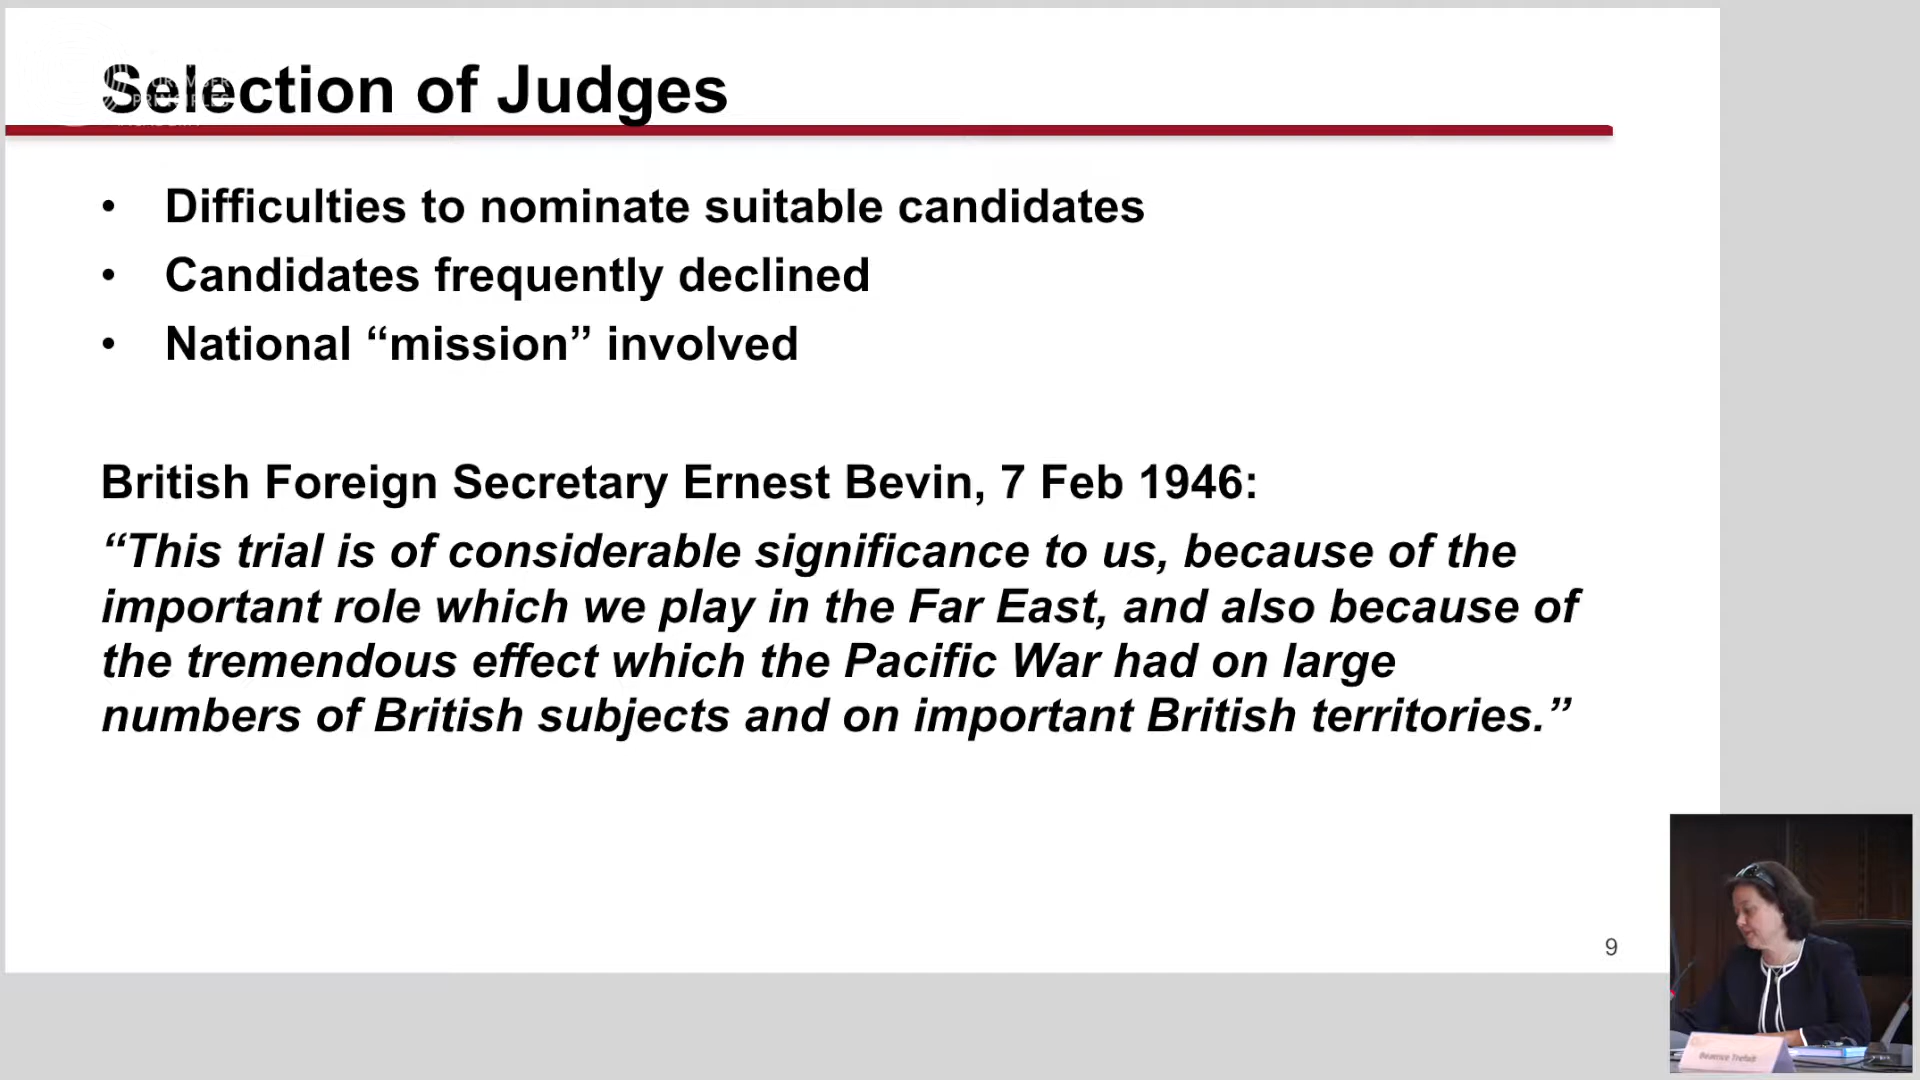 Selection of Judges
PRINCIPLES
• Difficulties to nominate suitable candidates
• Candidates frequently declined
• National “mission” involved
British Foreign Secretary Ernest Bevin, 7 Feb 1946:
“This trial is of considerable significance to us, because of the
important role which we play in the Far East, and also because of
the tremendous effect which the Pacific War had on large
numbers of British subjects and on important British territories.”
9
Beatrice Trefalt